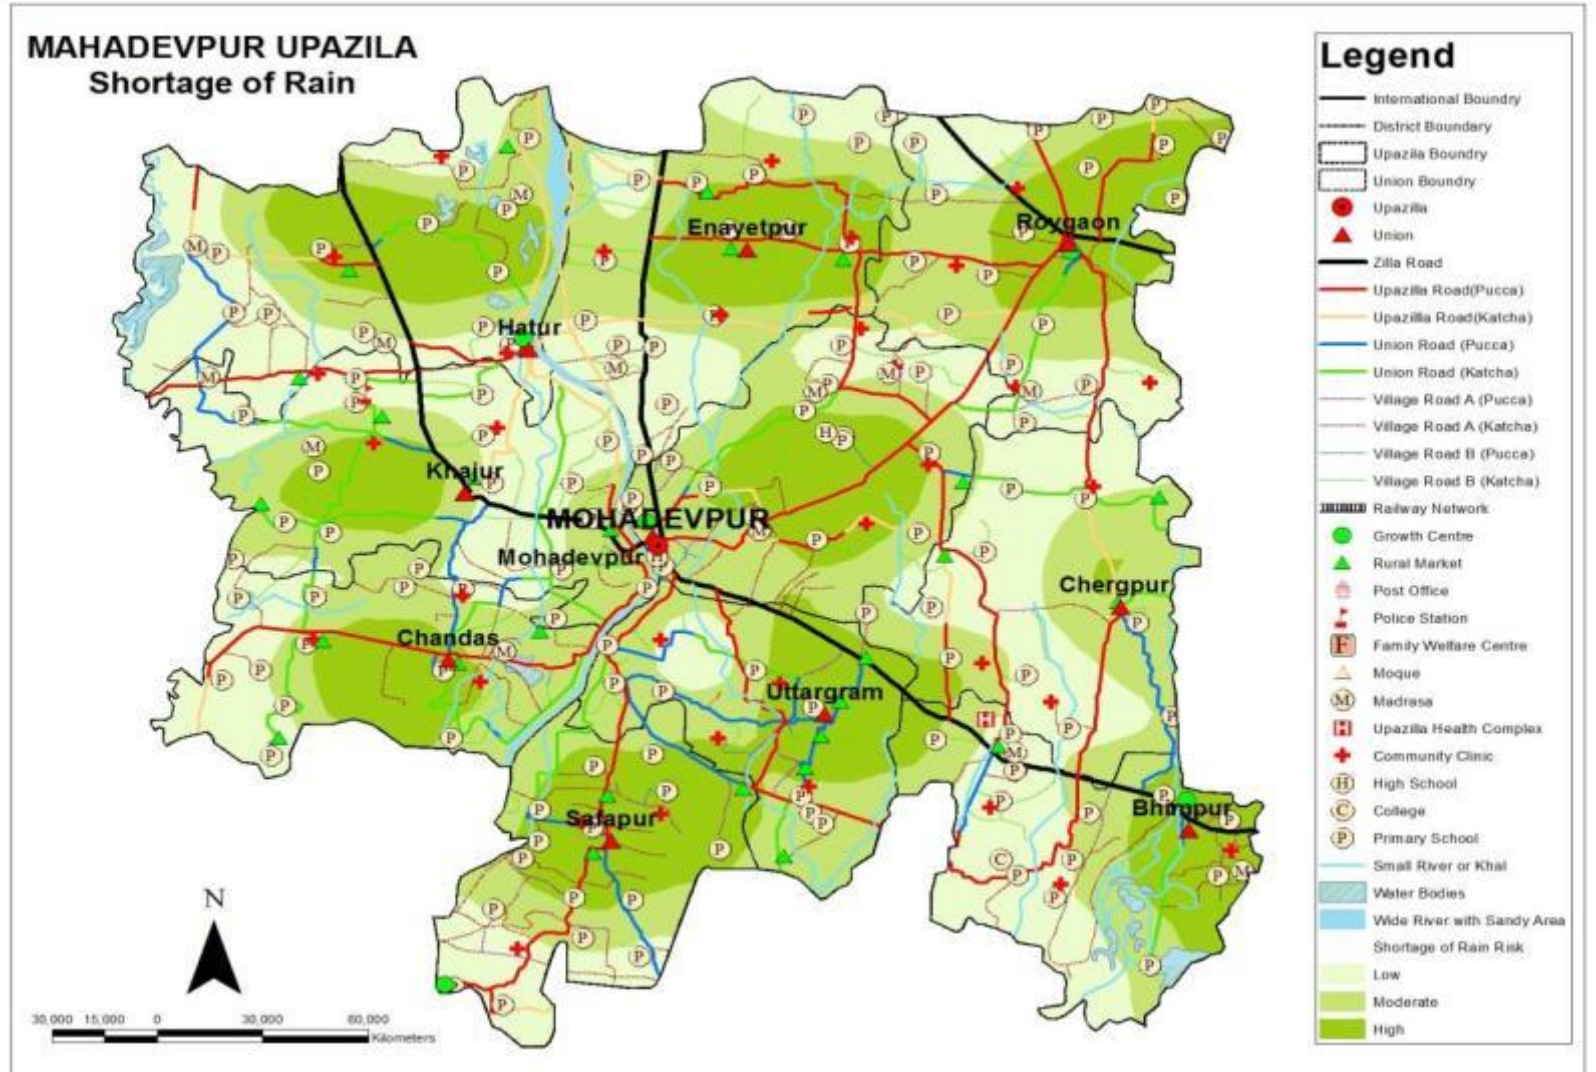 MAHADEVPUR UPAZILA
Shortage of Rain
Legend
International Boundry
District Boundary
Upazila Boundry
Union Boundry
Upazilla
Union
Zilla Road
Upazilla Road(Pucca)
Upazillla Road(Katcha)
Union Road (Pucca)
Union Road (Katcha)
Village Road A (Pucca)
Village Road A (Katcha)
Village Road B (Pucca)
Village Road B (Katcha)
Railway Network
Growth Centre
Rural Market
Post Office
Police Station
F Family Welfare Centre
Moque
M Madrasa
H Upazilla Health Complex
Community Clinic
H High School
C College
P Primary School
Small River or Khal
Water Bodies
Wide River with Sandy Area
Shortage of Rain Risk
Low
Moderate
High
Enayetpur
Roygaon
Hatur
Khajur
MOHADEVPUR
Mohadevpur
Chergpur
Chandas
Uttargram
Safapur
Bhimpur
N
30,000 15,000 0 30,000 60,000
Kilometers